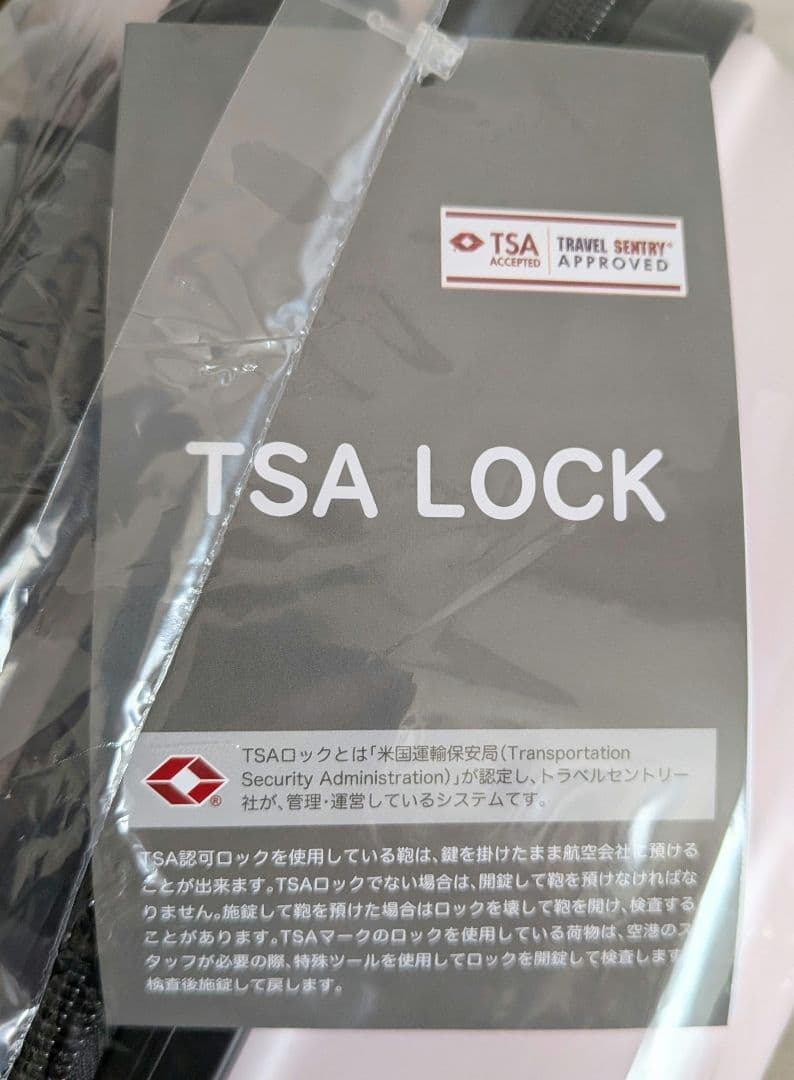 TSA
ACCEPTED
TRAVEL SENTRY®
APPROVED
TSA LOCK
TSAロックとは「米国運輸保安局(Transportation
Security Administration)」が認定し、トラベルセントリー
社が、管理・運営しているシステムてす。
®
TSA認可ロックを使用している鞄は、鍵を掛けたまま航空会社に預ける
ことが出来ます。TSAロックでない場合は、開錠して鞄を預けなければな
りません。施錠して鞄を預けた場合はロックを壊して鞄を開け、検査する
ことがあります。TSAマークのロックを使用している荷物は、空港のス
タッフが必要の際、特殊ツールを使用してロックを開錠して検査します
検査後施錠して戻します。